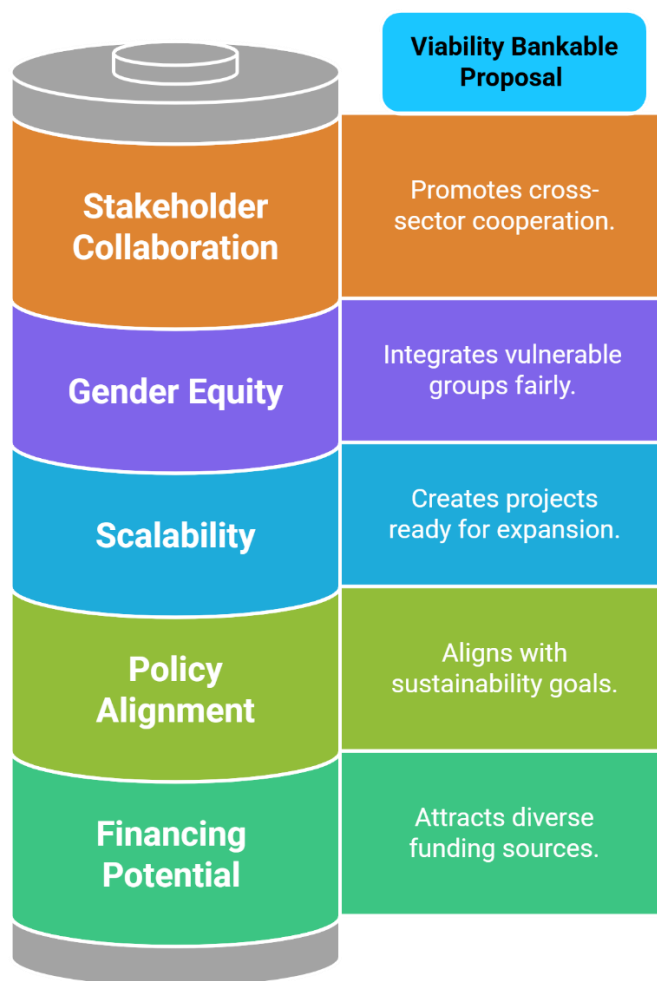 Viability Bankable
Proposal
Stakeholder
Collaboration
Promotes cross-
sector cooperation.
Gender Equity
Integrates vulnerable
groups fairly.
Scalability
Creates projects
ready for expansion.
Policy
Alignment
Aligns with
sustainability goals.
Financing
Potential
Attracts diverse
funding sources.